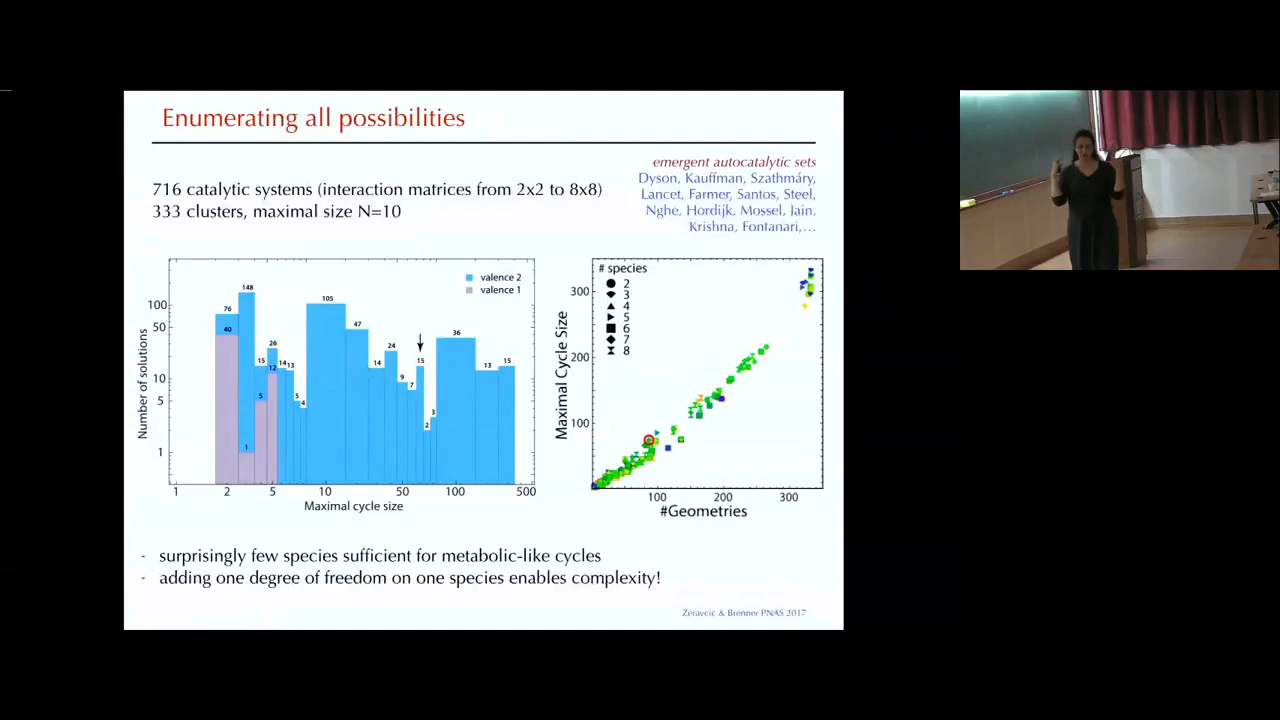 Enumerating all possibilities
emergent autocatalytic sets
Dyson, Kauffman, Szathmáry,
Lancet, Farmer, Santos, Steel,
Nghe, Hordijk, Mossel, Jain,
Krishna, Fontanari,...
716 catalytic systems (interaction matrices from 2x2 to 8x8)
333 clusters, maximal size N=10
valence 2
valence 1
Number of solutions
100
50
10
5
1
76
40
148
1
15
5
26
12
14
13
5
4
105
47
14
24
9
7
15
2
3
36
13
15
1 2 5 10 50 100 500
Maximal cycle size
# species
2
3
4
5
6
7
8
Maximal Cycle Size
300
200
100
100 200 300
#Geometries
- surprisingly few species sufficient for metabolic-like cycles
- adding one degree of freedom on one species enables complexity!
Zeravcic & Brenner PNAS 2017